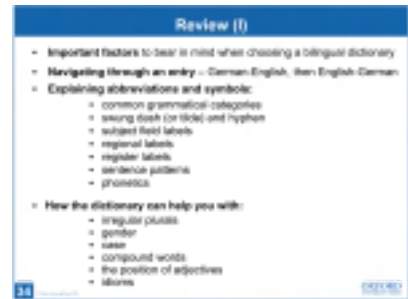 Review (I)
Important factors to bear in mind when choosing a bilingual dictionary
Navigating through an entry – German-English, then English-German
Explaining abbreviations and symbols:
common grammatical categories
swung dash (or tilde) and hyphen
subject field labels
regional labels
register labels
sentence patterns
phonetics
How the dictionary can help you with:
irregular plurals
gender
case
compound words
the position of adjectives
idioms
34
OXFORD